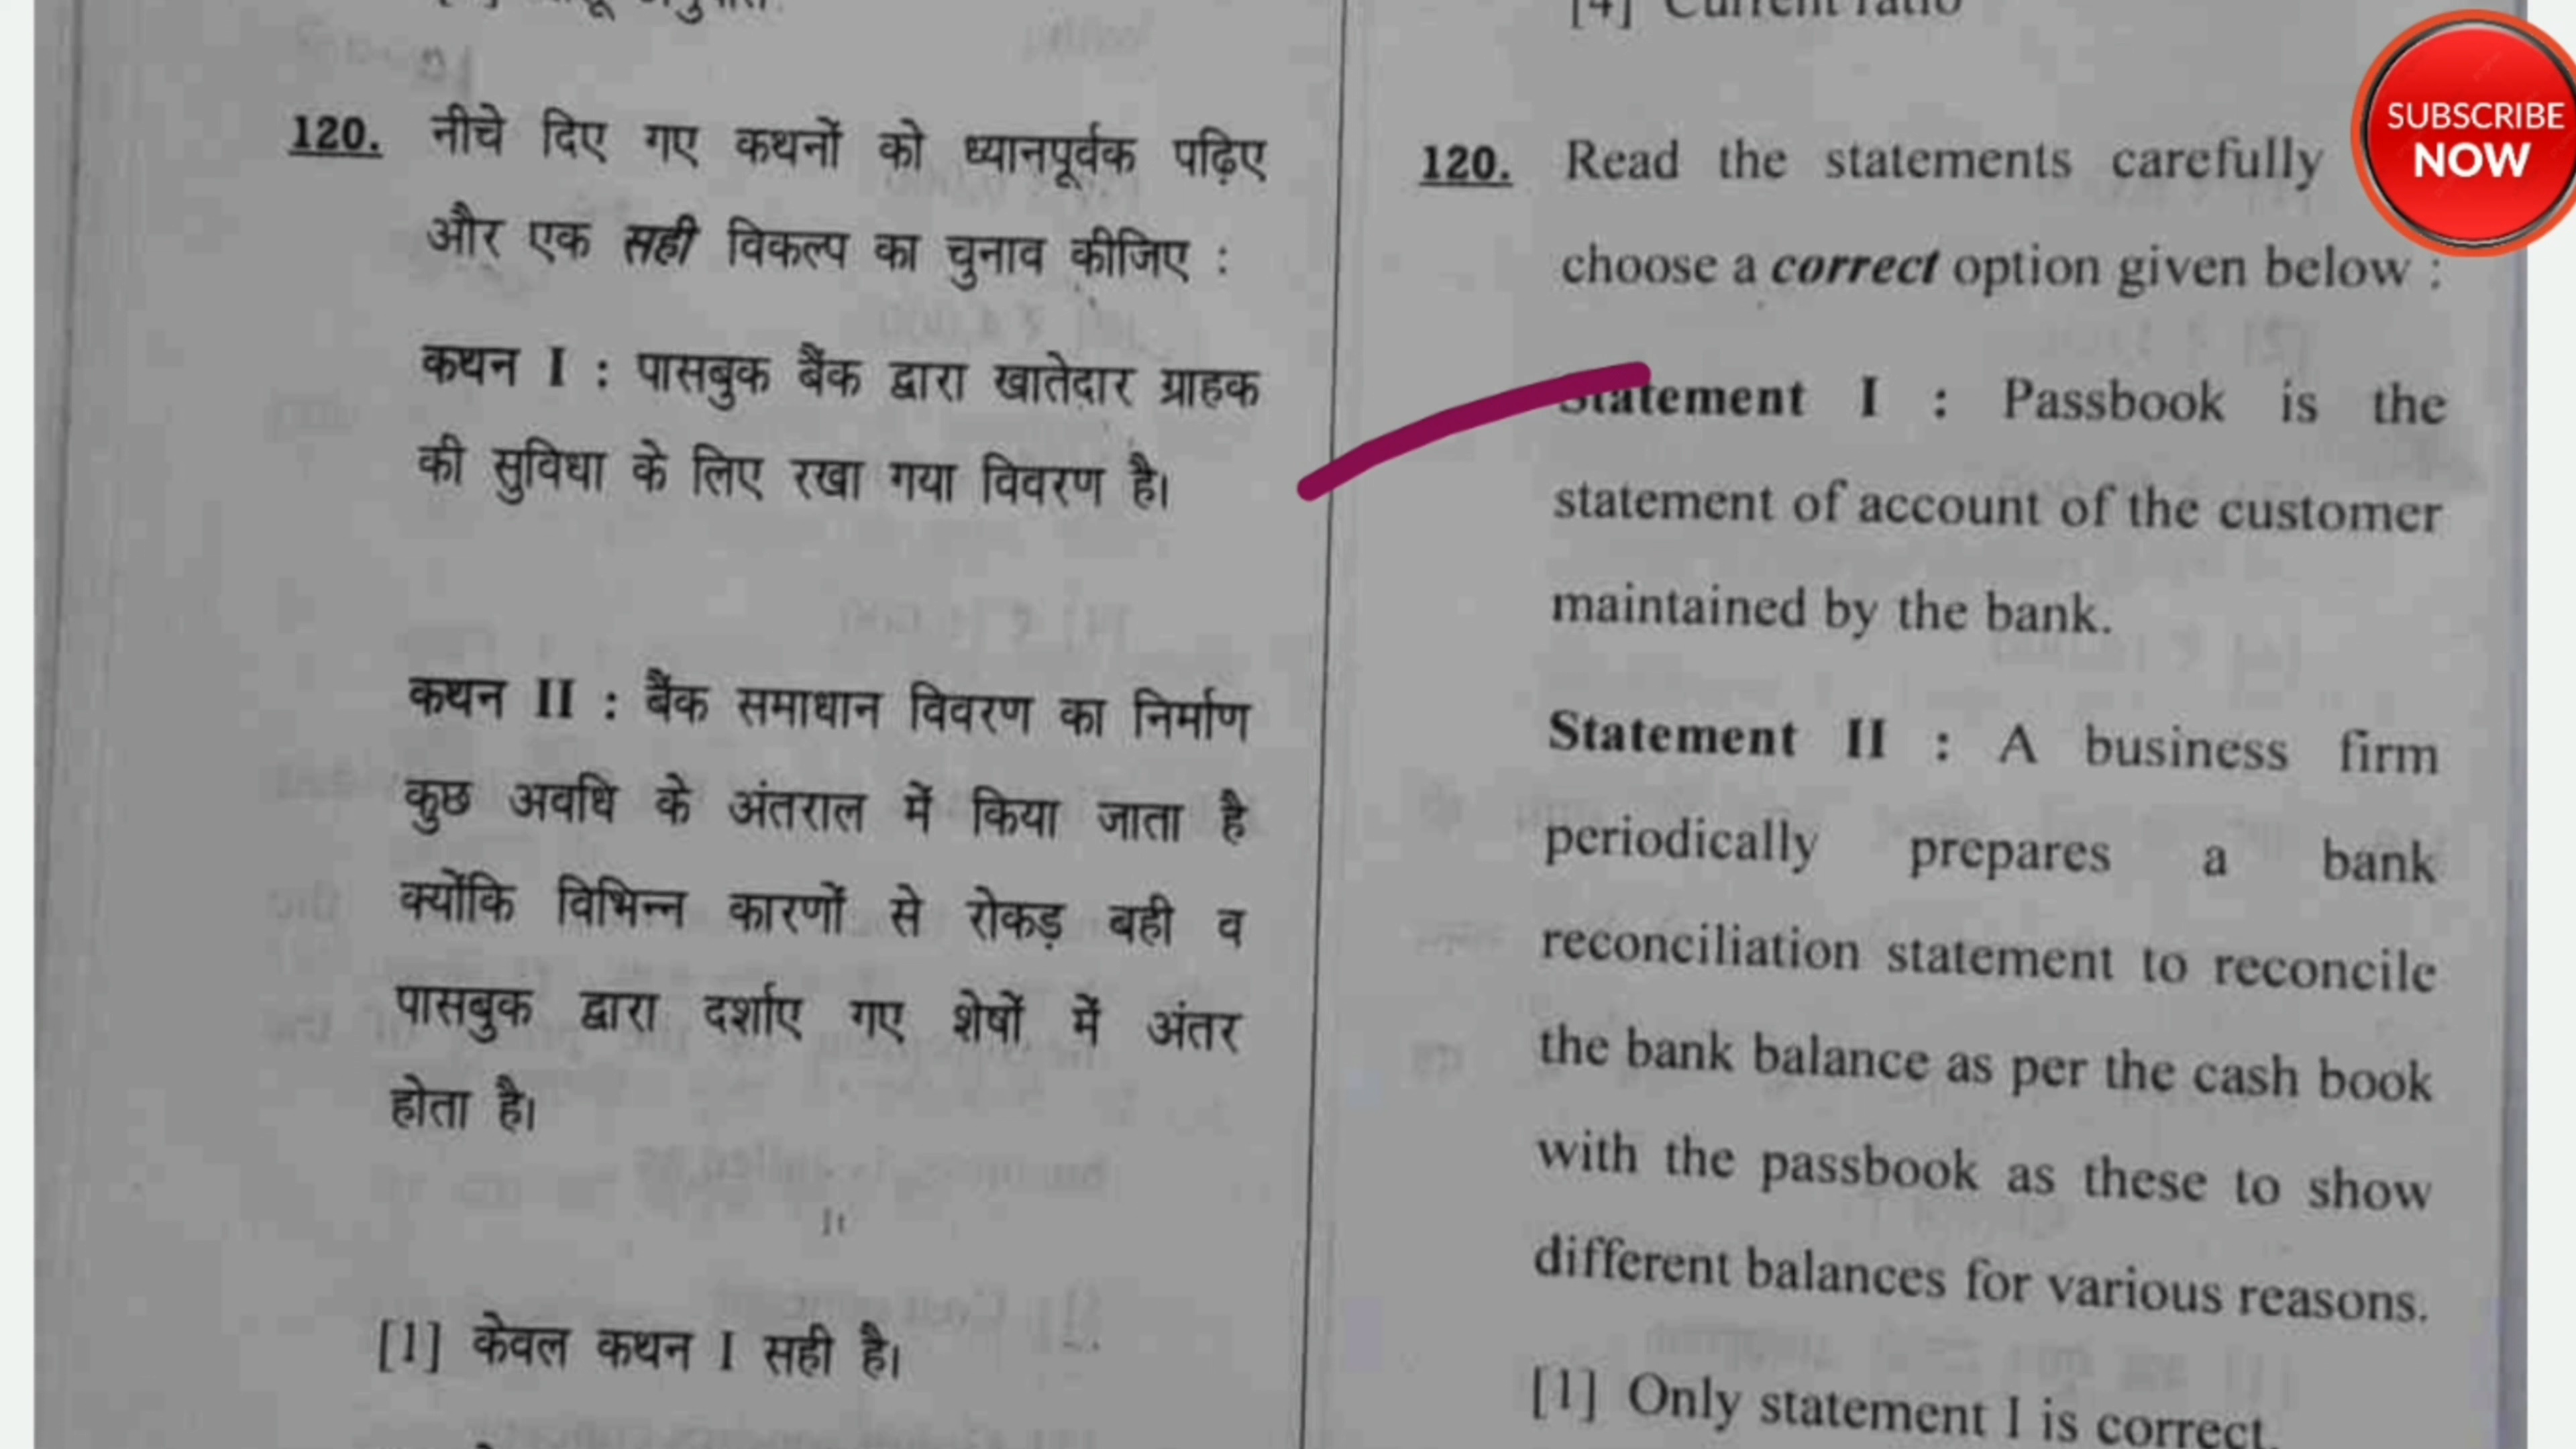 120. नीचे दिए गए कथनों को ध्यानपूर्वक पढ़िए
और एक सही विकल्प का चुनाव कीजिए :
कथन I : पासबुक बैंक द्वारा खातेदार ग्राहक
की सुविधा के लिए रखा गया विवरण है।
कथन II : बैंक समाधान विवरण का निर्माण
कुछ अवधि के अंतराल में किया जाता है
क्योंकि विभिन्न कारणों से रोकड़ बही व
पासबुक द्वारा दर्शाए गए शेषों में अंतर
होता है।
[1] केवल कथन I सही है।
[4] Current ratio
120. Read the statements carefully
choose a correct option given below :
Statement I : Passbook is the
statement of account of the customer
maintained by the bank.
Statement II : A business firm
periodically prepares a bank
reconciliation statement to reconcile
the bank balance as per the cash book
with the passbook as these to show
different balances for various reasons.
[1] Only statement I is correct.
SUBSCRIBE
NOW